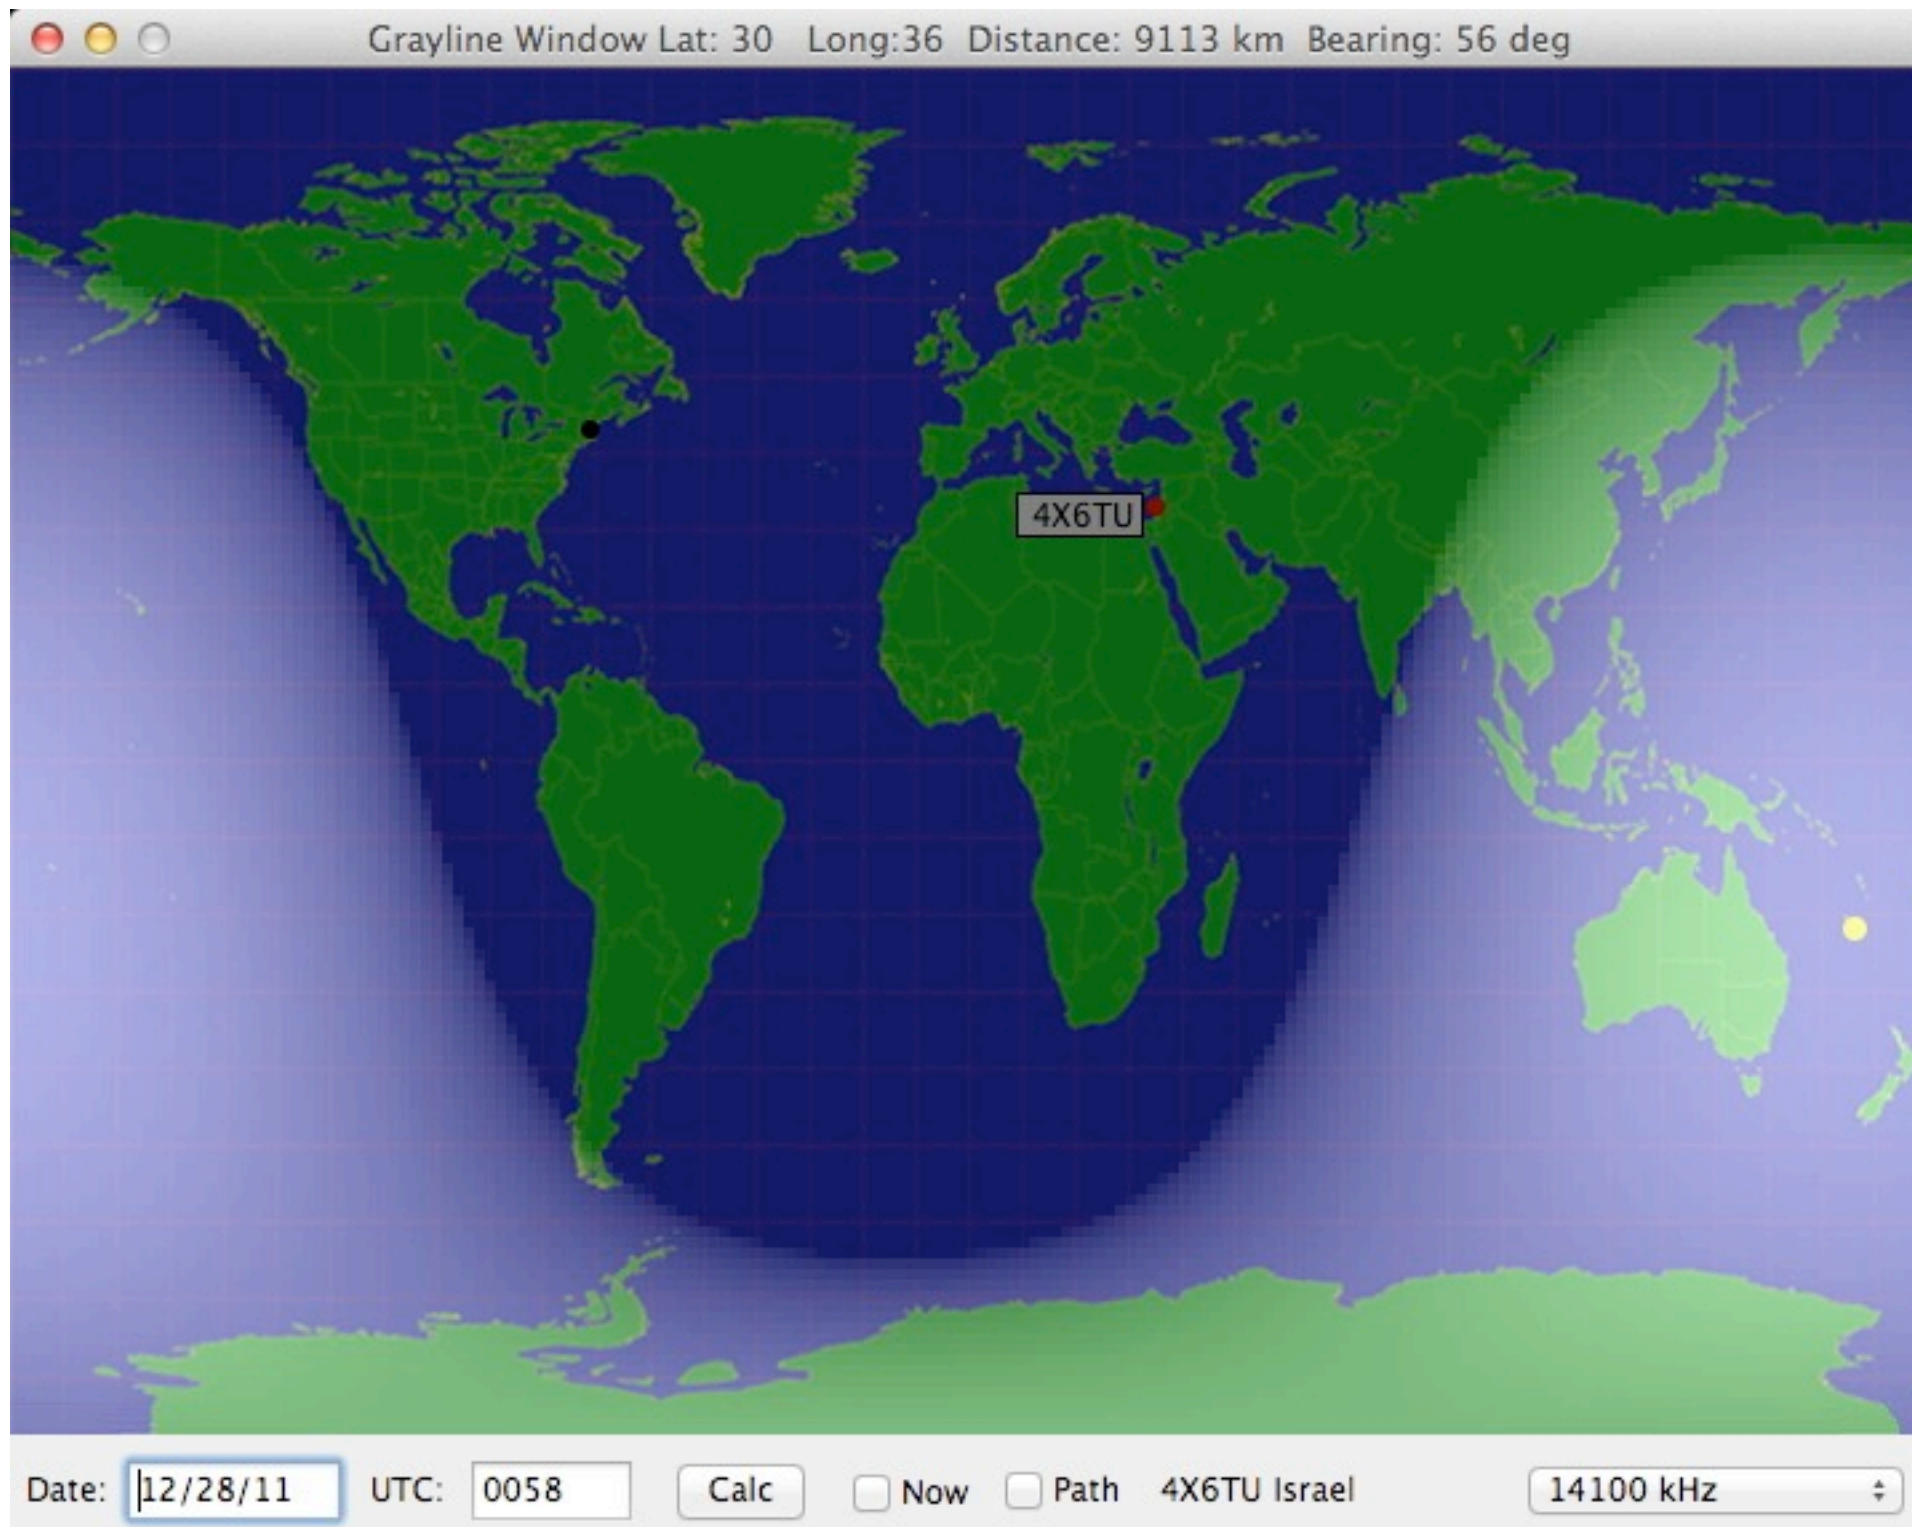 Grayline Window Lat: 30 Long:36 Distance: 9113 km Bearing: 56 deg
4X6TU
Date: 12/28/11 UTC: 0058 Calc Now Path 4X6TU Israel 14100 kHz